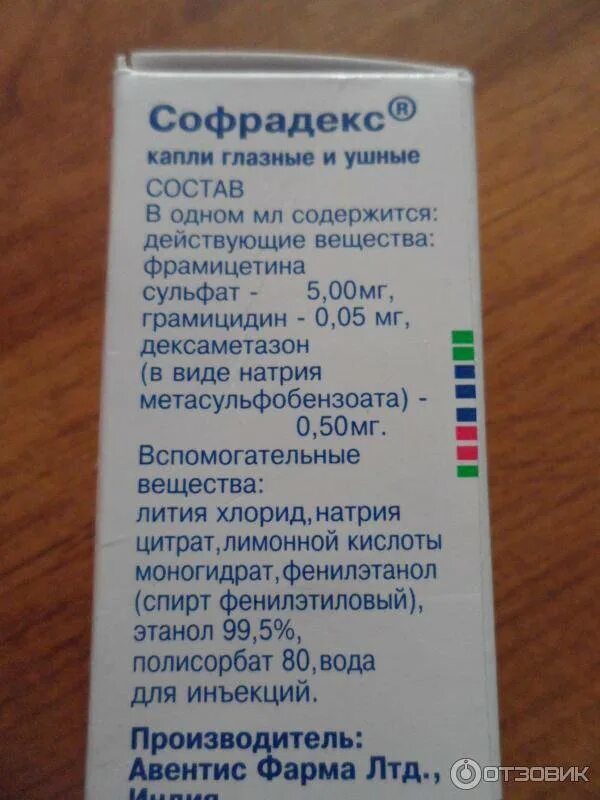 Софрадекс®
капли глазные и ушные
СОСТАВ
В одном мл содержится:
действующие вещества:
фрамицетина
сульфат - 5,00мг,
грамицидин - 0,05 мг,
дексаметазон
(в виде натрия
метасульфобензоата) -
0,50мг.
Вспомогательные
вещества:
лития хлорид,натрия
цитрат,лимонной кислоты
моногидрат,фенилэтанол
(спирт фенилэтиловый),
этанол 99,5%,
полисорбат 80,вода
для инъекций.
Производитель:
Авентис Фарма Лтд.,
Индия
ОТЗОВИК